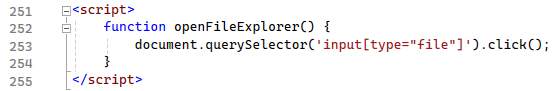 251 <script>
252 function openFileExplorer() {
253 document.querySelector('input[type="file"]').click();
254 }
255 </script>